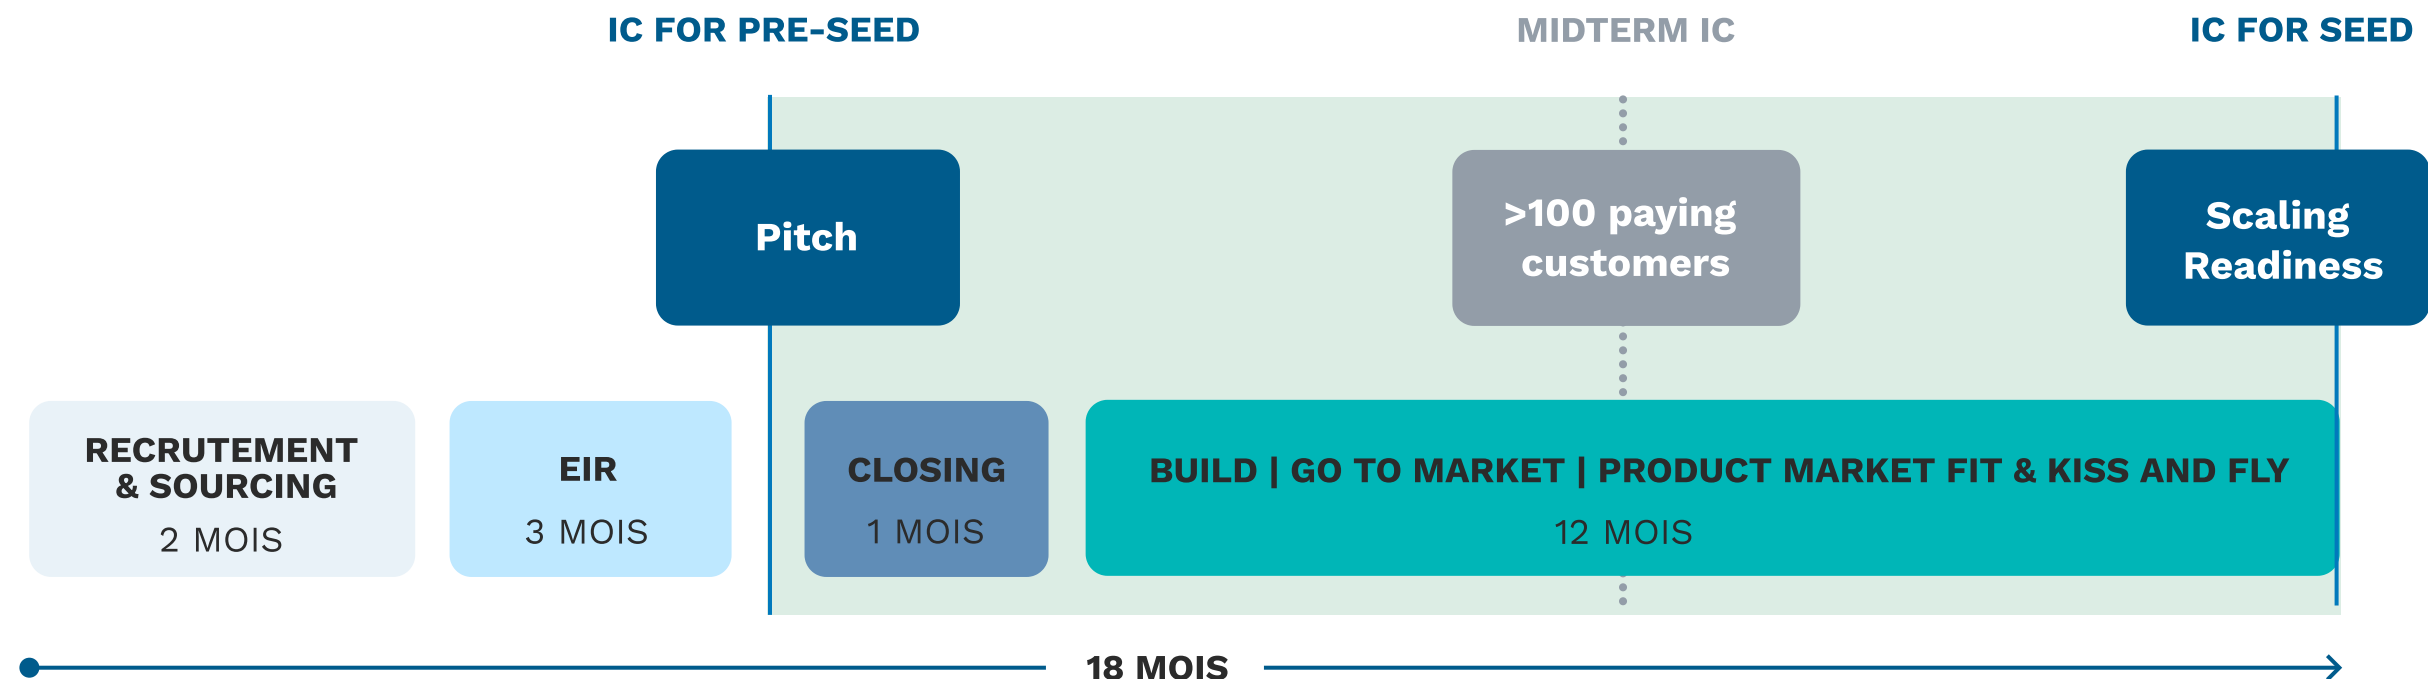 IC FOR PRE-SEED
MIDTERM IC
IC FOR SEED
Pitch
>100 paying
customers
Scaling
Readiness
RECRUTEMENT
& SOURCING
2 MOIS
EIR
3 MOIS
CLOSING
1 MOIS
BUILD | GO TO MARKET | PRODUCT MARKET FIT & KISS AND FLY
12 MOIS
18 MOIS